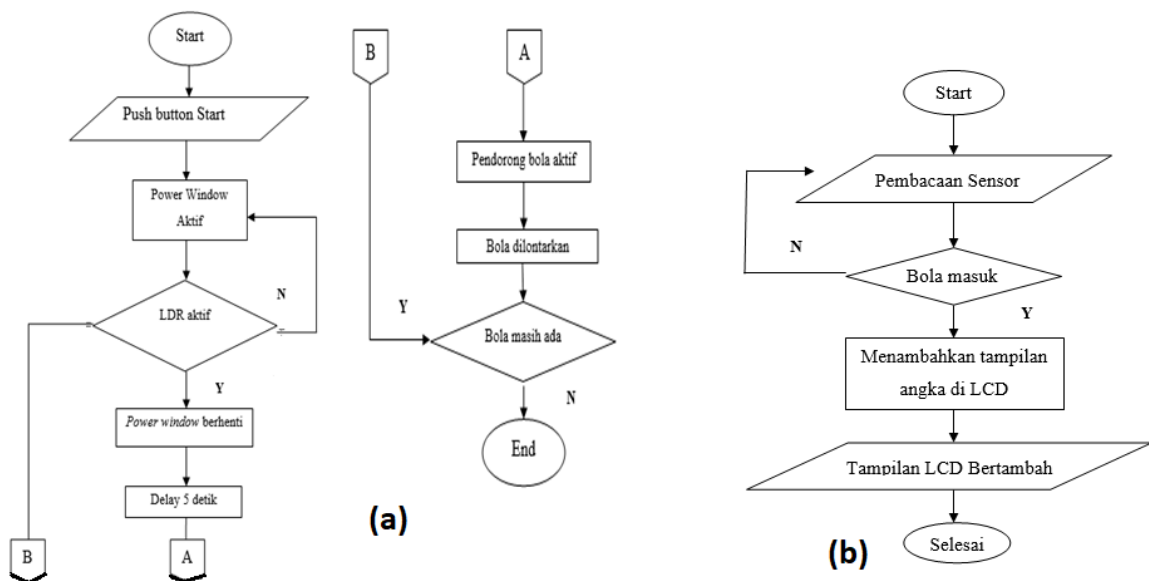 Start
Push button Start
Power Window
Aktif
N
LDR aktif
Y
Power window berhenti
Delay 5 detik
B
A
B
A
Pendorong bola aktif
Bola dilontarkan
Y
Bola masih ada
N
End
(a)
Start
Pembacaan Sensor
N
Bola masuk
Y
Menambahkan tampilan
angka di LCD
Tampilan LCD Bertambah
Selesai
(b)